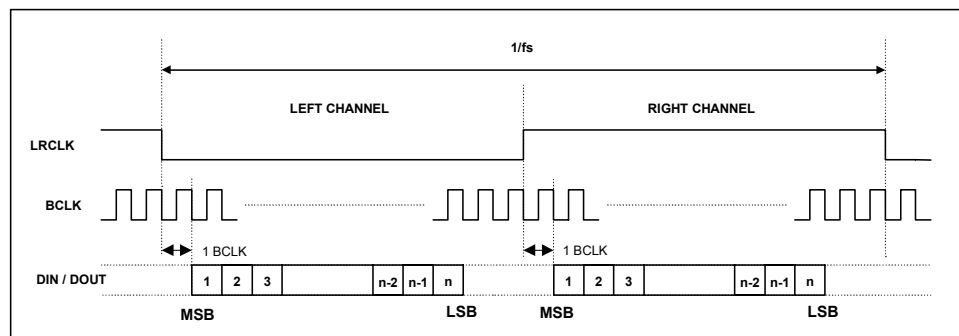 1/fs
LEFT CHANNEL RIGHT CHANNEL
LRCLK
BCLK
1 BCLK 1 BCLK
DIN / DOUT 1 2 3 n-2 n-1 n 1 2 3 n-2 n-1 n
MSB LSB MSB LSB